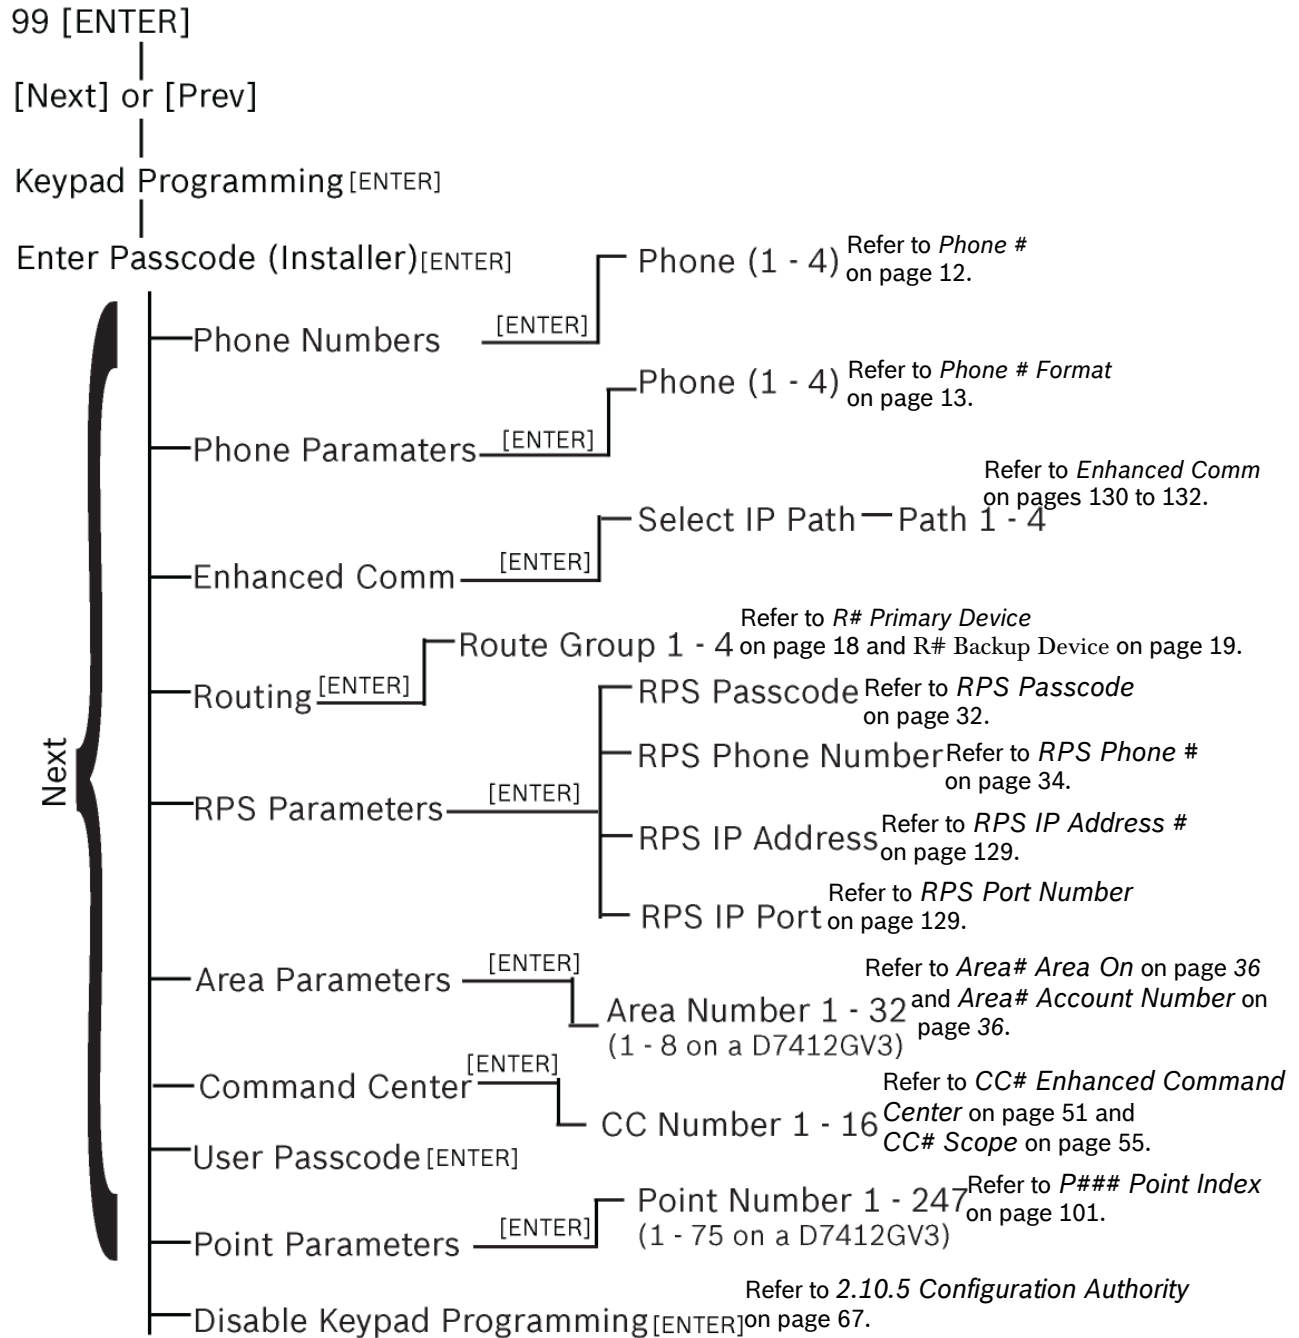 99 [ENTER]
[Next] or [Prev]
Keypad Programming [ENTER]
Enter Passcode (Installer) [ENTER]
Phone (1 - 4) Refer to Phone #
on page 12.
Phone Numbers [ENTER]
Phone (1 - 4) Refer to Phone # Format
on page 13.
Phone Paramaters [ENTER]
Refer to Enhanced Comm
on pages 130 to 132.
Select IP Path Path 1 - 4
Enhanced Comm [ENTER]
Refer to R# Primary Device
Route Group 1 - 4 on page 18 and R# Backup Device on page 19.
Routing [ENTER]
RPS Passcode Refer to RPS Passcode
on page 32.
RPS Phone Number Refer to RPS Phone #
on page 34.
Next
RPS Parameters [ENTER]
RPS IP Address Refer to RPS IP Address #
on page 129.
RPS IP Port Refer to RPS Port Number
on page 129.
Area Parameters [ENTER]
Refer to Area# Area On on page 36
Area Number 1 - 32 and Area# Account Number on
page 36.
(1 - 8 on a D7412GV3)
Command Center [ENTER]
Refer to CC# Enhanced Command
CC Number 1 - 16 Center on page 51 and
CC# Scope on page 55.
User Passcode [ENTER]
Point Number 1 - 247 Refer to P### Point Index
on page 101.
(1 - 75 on a D7412GV3)
Point Parameters [ENTER]
Refer to 2.10.5 Configuration Authority
Disable Keypad Programming [ENTER] on page 67.